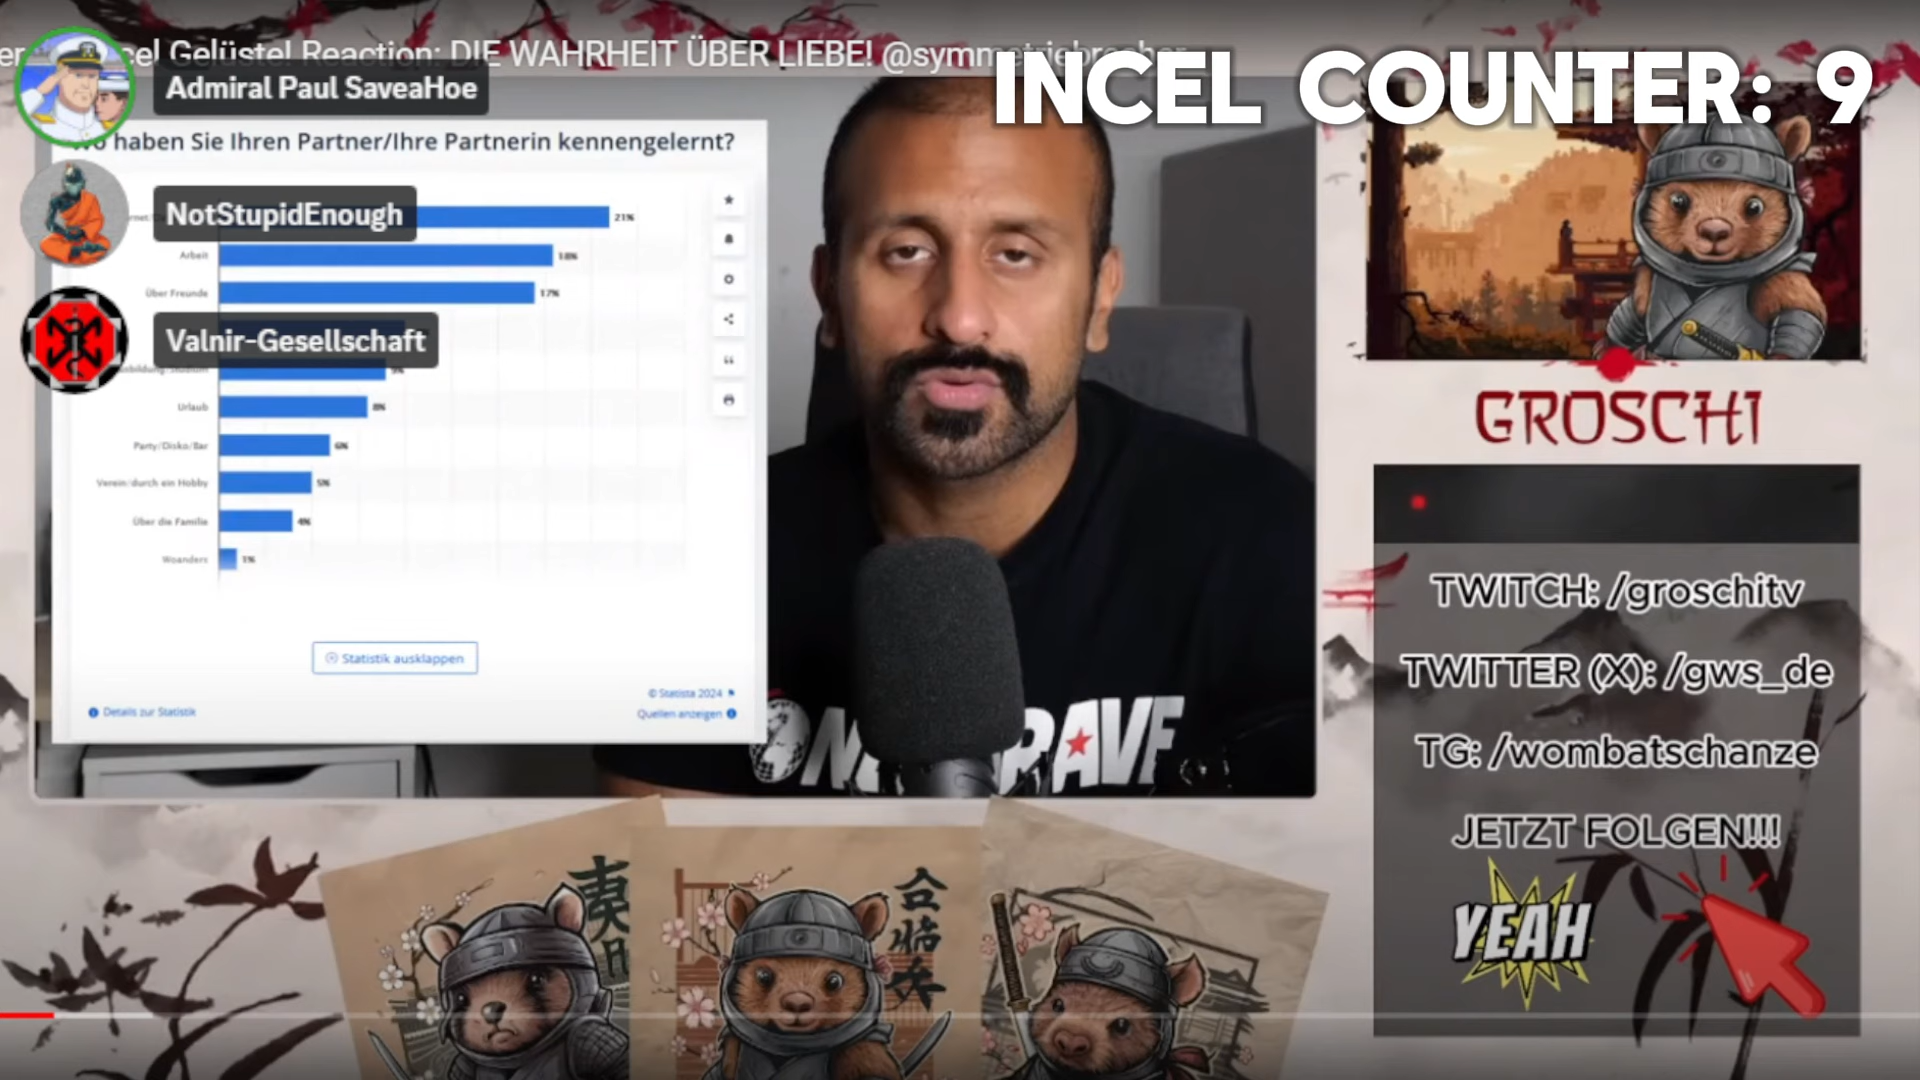 cel Gelüste! Reaction: DIE WAHRHEIT ÜBER LIEBE! @symmetriebrecher
INCEL COUNTER: 9
Admiral Paul SaveaHoe
haben Sie Ihren Partner/Ihre Partnerin kennengelernt?
NotStupidEnough
21%
Arbeit
18%
Über Freunde
17%
Valnir-Gesellschaft
9%
Urlaub
8%
Party/Disko/Bar
6%
Verein/durch ein Hobby
5%
Über die Familie
4%
Woanders
1%
Statistik ausklappen
© Statista 2024
Details zur Statistik
Quellen anzeigen
GROSCHI
TWITCH: /groschitv
TWITTER (X): /gws_de
TG: /wombatschanze
JETZT FOLGEN!!!
YEAH